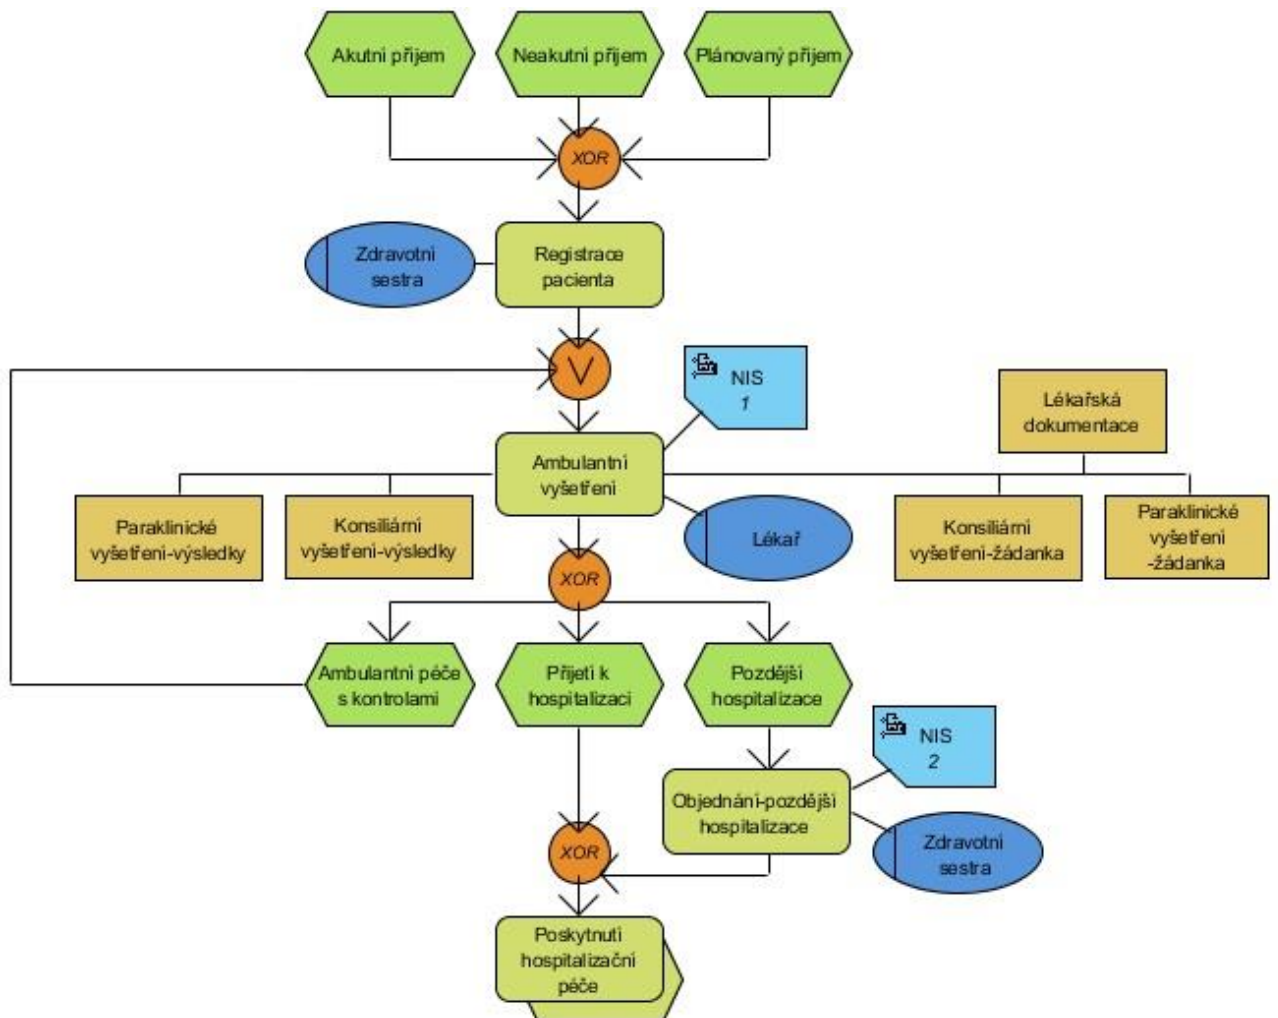 Akutní příjem
Neakutní příjem
Plánovaný příjem
XOR
Zdravotní
sestra
Registrace
pacienta
V
NIS
1
Lékařská
dokumentace
Ambulantní
vyšetření
Paraklinické
vyšetření-výsledky
Konsiliární
vyšetření-výsledky
Lékař
Konsiliární
vyšetření-žádanka
Paraklinické
vyšetření
-žádanka
XOR
Ambulantní péče
s kontrolami
Přijetí k
hospitalizaci
Pozdější
hospitalizace
NIS
2
Objednání-pozdější
hospitalizace
XOR
Zdravotní
sestra
Poskytnutí
hospitalizační
péče